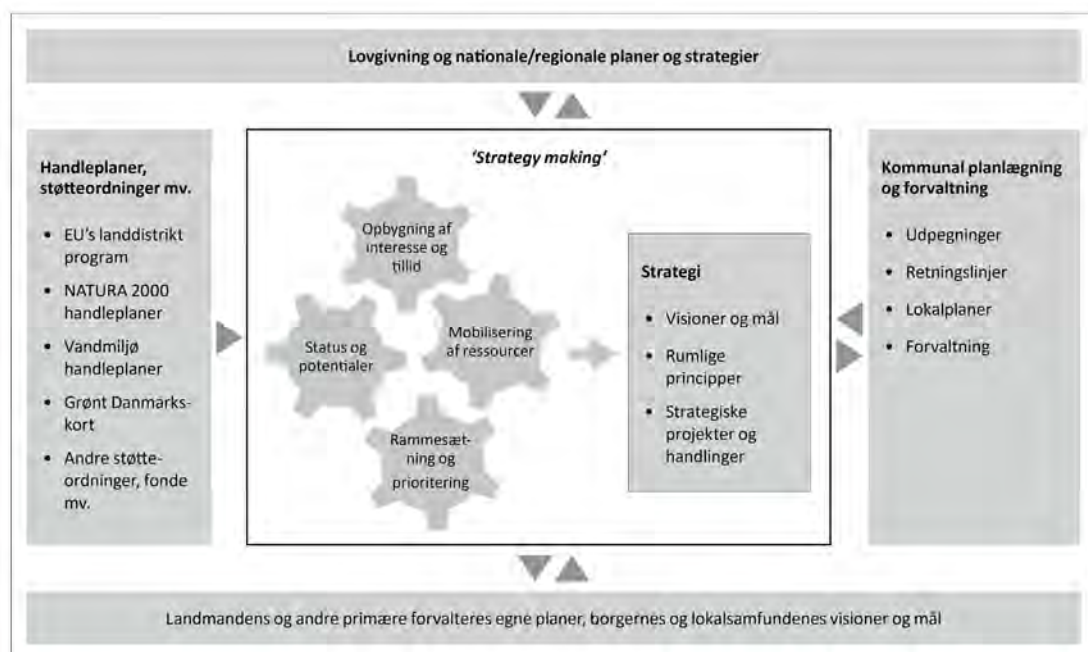 Lovgivning og nationale/regionale planer og strategier
Handleplaner,
støtteordninger mv.
• EU's landdistrikt
program
• NATURA 2000
handleplaner
• Vandmiljø
handleplaner
• Grønt Danmarks-
kort
• Andre støtte-
ordninger, fonde
mv.
'Strategy making'
Opbygning af
interesse og
tillid
Status og
potentialer
Mobilisering
af ressourcer
Rammesæt-
ning og
prioritering
Strategi
• Visioner og mål
• Rumlige
principper
• Strategiske
projekter og
handlinger
Kommunal planlægning
og forvaltning
• Udpegninger
• Retningslinjer
• Lokalplaner
• Forvaltning
Landmandens og andre primære forvalteres egne planer, borgernes og lokalsamfundenes visioner og mål